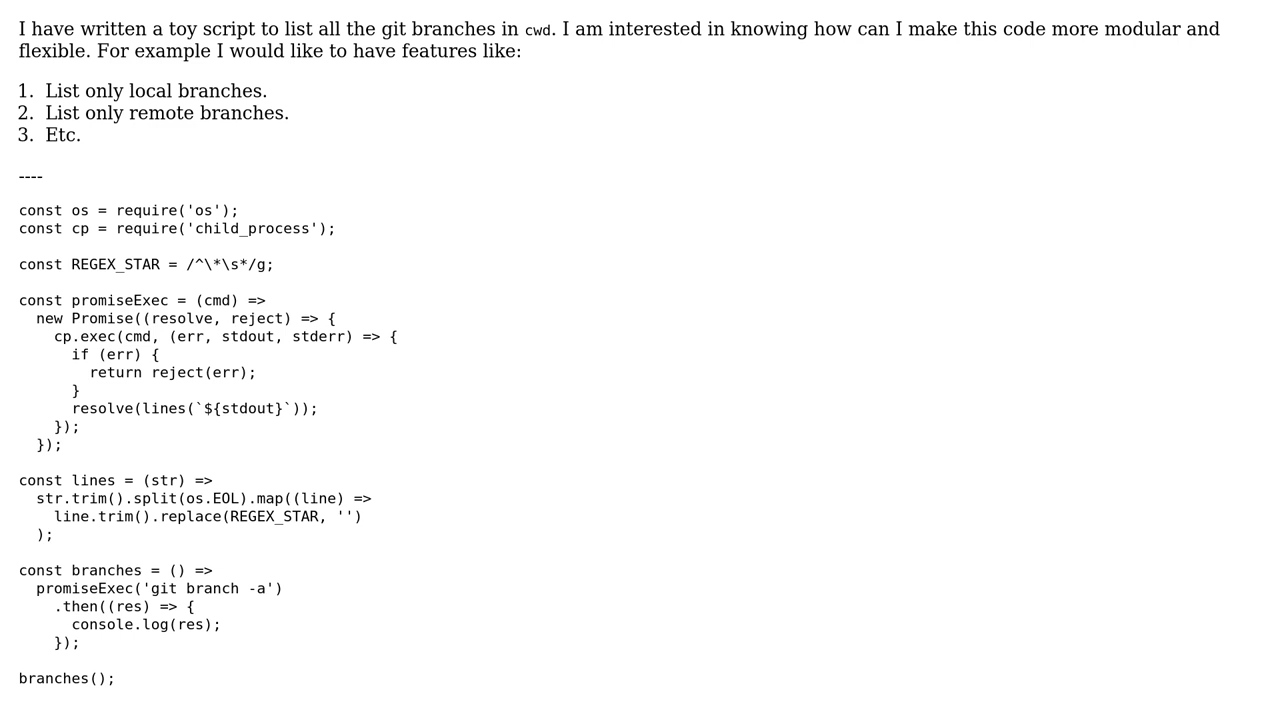 I have written a toy script to list all the git branches in cwd. I am interested in knowing how can I make this code more modular and
flexible. For example I would like to have features like:
1. List only local branches.
2. List only remote branches.
3. Etc.
----
const os = require('os');
const cp = require('child_process');
const REGEX_STAR = /^\*\s*/g;
const promiseExec = (cmd) =>
  new Promise((resolve, reject) => {
    cp.exec(cmd, (err, stdout, stderr) => {
      if (err) {
        return reject(err);
      }
      resolve(lines(`${stdout}`));
    });
  });
const lines = (str) =>
  str.trim().split(os.EOL).map((line) =>
    line.trim().replace(REGEX_STAR, '')
  );
const branches = () =>
  promiseExec('git branch -a')
    .then((res) => {
      console.log(res);
    });
branches();